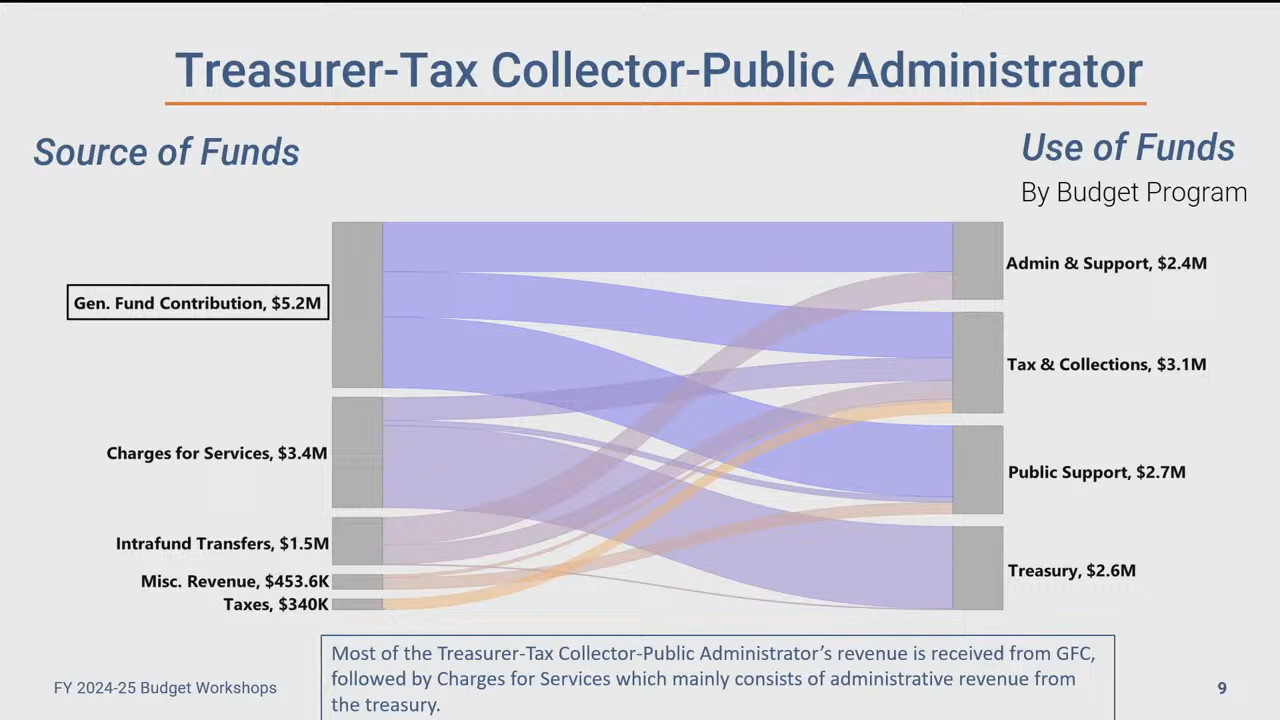 Treasurer-Tax Collector-Public Administrator
Source of Funds
Use of Funds
By Budget Program
Gen. Fund Contribution, $5.2M
Charges for Services, $3.4M
Intrafund Transfers, $1.5M
Misc. Revenue, $453.6K
Taxes, $340K
Admin & Support, $2.4M
Tax & Collections, $3.1M
Public Support, $2.7M
Treasury, $2.6M
Most of the Treasurer-Tax Collector-Public Administrator’s revenue is received from GFC,
followed by Charges for Services which mainly consists of administrative revenue from
the treasury.
FY 2024-25 Budget Workshops
9